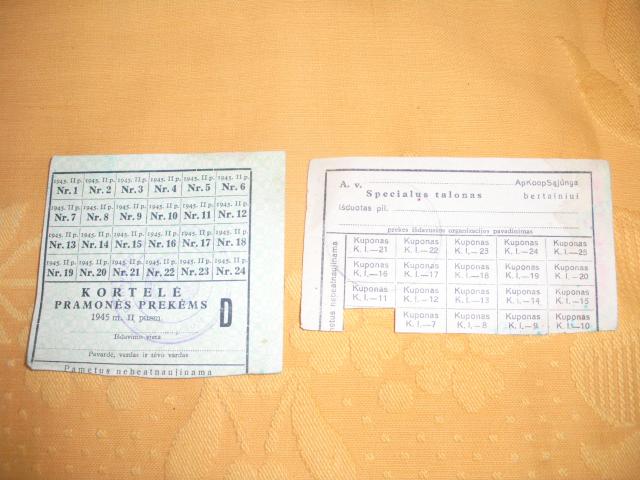 1945. II p. 1945. II p. 1945. II p. 1945. II p. 1945. II p. 1945. II p.
Nr. 1 Nr. 2 Nr. 3 Nr. 4 Nr. 5 Nr. 6
1945. II p. 1945. II p. 1945. II p. 1945. II p. 1945. II p. 1945. II p.
Nr. 7 Nr. 8 Nr. 9 Nr. 10 Nr. 11 Nr. 12
1945. II p. 1945. II p. 1945. II p. 1945. II p. 1945. II p. 1945. II p.
Nr. 13 Nr. 14 Nr. 15 Nr. 16 Nr. 17 Nr. 18
1945. II p. 1945. II p. 1945. II p. 1945. II p. 1945. II p. 1945. II p.
Nr. 19 Nr. 20 Nr. 21 Nr. 22 Nr. 23 Nr. 24
KORTELĖ
PRAMONĖS PREKĖMS
1945 m. II pusm.
D
Išdavimo vieta
Pavardė, vardas ir tėvo vardas
Pametus nebeatnaujinama
A. v. ApKoopSąjünga
Specialus talonas bertainiui
Išduotas pil.
prekes išdavusios organizacijos pavadinimas
Pametus nebeatnaujinama
Kuponas Kuponas Kuponas Kuponas Kuponas
K. I.—21 K. I.—22 K. I.—23 K. I.—24 K. I.—25
Kuponas Kuponas Kuponas Kuponas Kuponas
K. I.—16 K. I.—17 K. I.—18 K. I.—19 K. I.—20
Kuponas Kuponas Kuponas Kuponas Kuponas
K. I.—11 K. I.—12 K. I.—13 K. I.—14 K. I.—15
Kuponas Kuponas Kuponas Kuponas
K. I.—7 K. I.—8 K. I.—9 K. I.—10